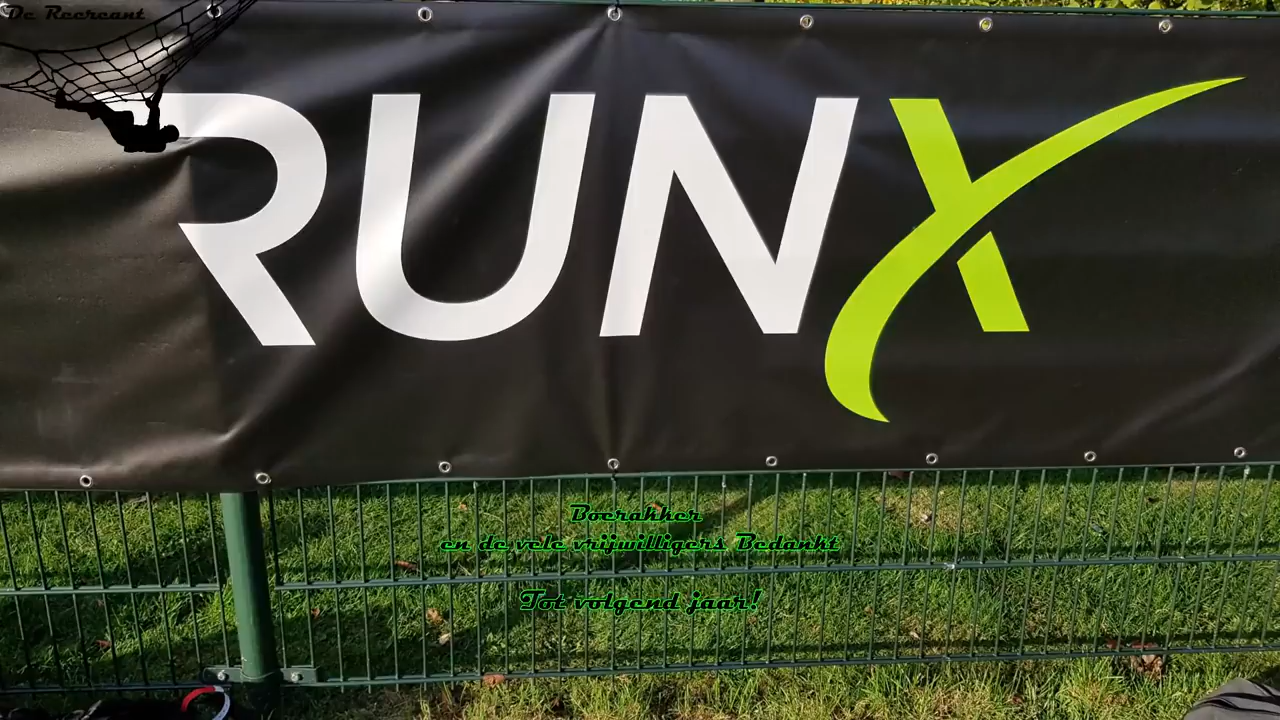 De Recreant
RUNX
Boerakker
en de vele vrijwilligers Bedankt
Tot volgend jaar!